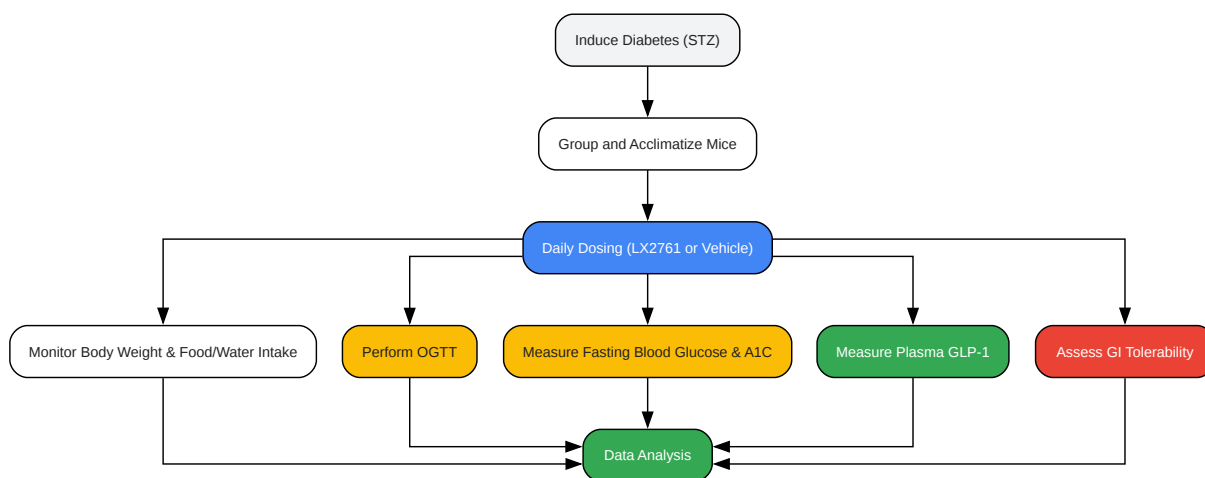 Induce Diabetes (STZ)
Group and Acclimatize Mice
Daily Dosing (LX2761 or Vehicle)
Monitor Body Weight & Food/Water Intake
Perform OGTT
Measure Fasting Blood Glucose & A1C
Measure Plasma GLP-1
Assess GI Tolerability
Data Analysis